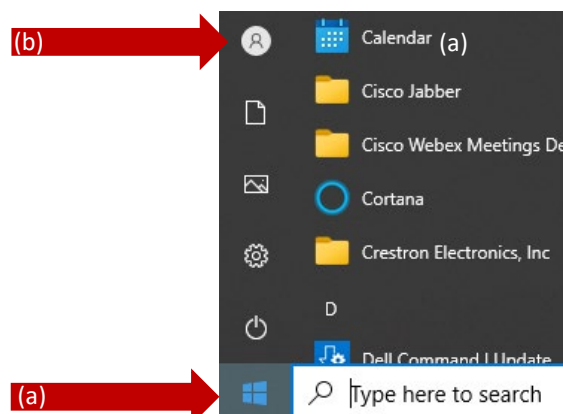 (b)
Calendar (a)
Cisco Jabber
Cisco Webex Meetings De
Cortana
Crestron Electronics, Inc
D
Dell Command | Update
(a)
Type here to search